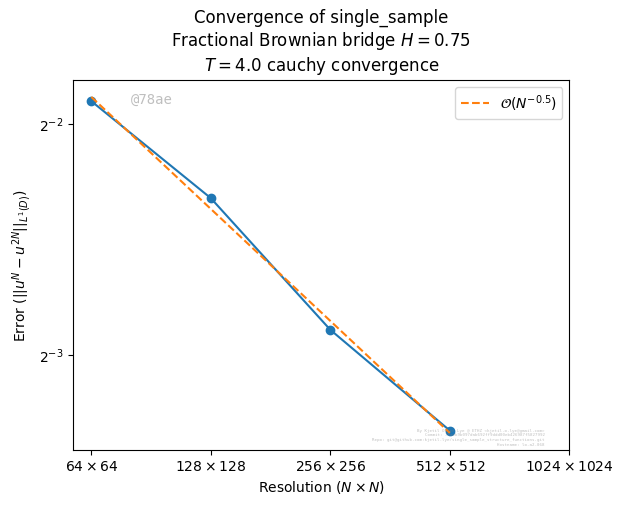 Convergence of single_sample
Fractional Brownian bridge H = 0.75
T = 4.0 cauchy convergence
@78ae
O(N^{-0.5})
2^{-2}
2^{-3}
Error (||u^N − u^{2N}||_{L^1(D)})
64 × 64
128 × 128
256 × 256
512 × 512
1024 × 1024
Resolution (N × N)